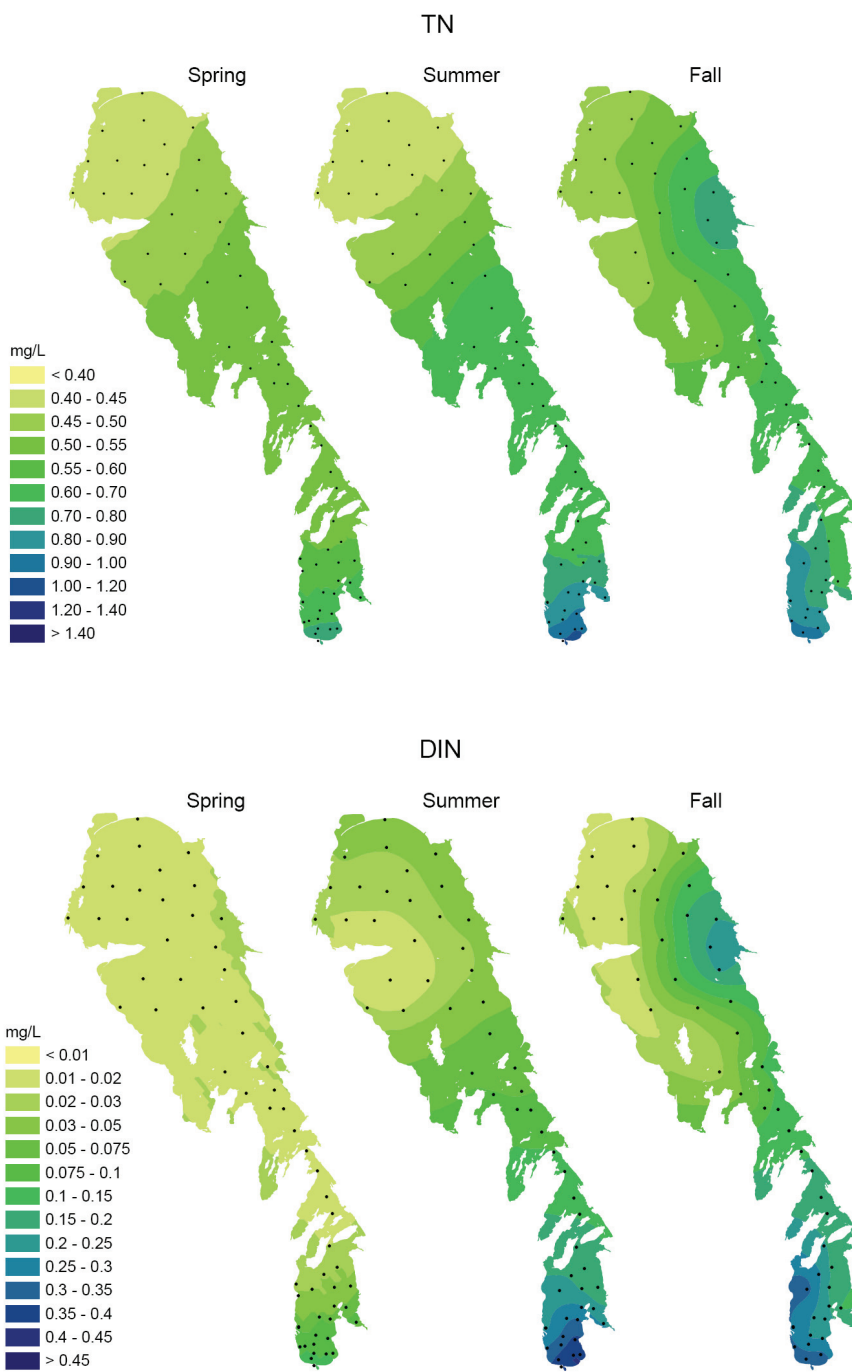 TN
Spring
Summer
Fall
mg/L
< 0.40
0.40 - 0.45
0.45 - 0.50
0.50 - 0.55
0.55 - 0.60
0.60 - 0.70
0.70 - 0.80
0.80 - 0.90
0.90 - 1.00
1.00 - 1.20
1.20 - 1.40
> 1.40
DIN
Spring
Summer
Fall
mg/L
< 0.01
0.01 - 0.02
0.02 - 0.03
0.03 - 0.05
0.05 - 0.075
0.075 - 0.1
0.1 - 0.15
0.15 - 0.2
0.2 - 0.25
0.25 - 0.3
0.3 - 0.35
0.35 - 0.4
0.4 - 0.45
> 0.45